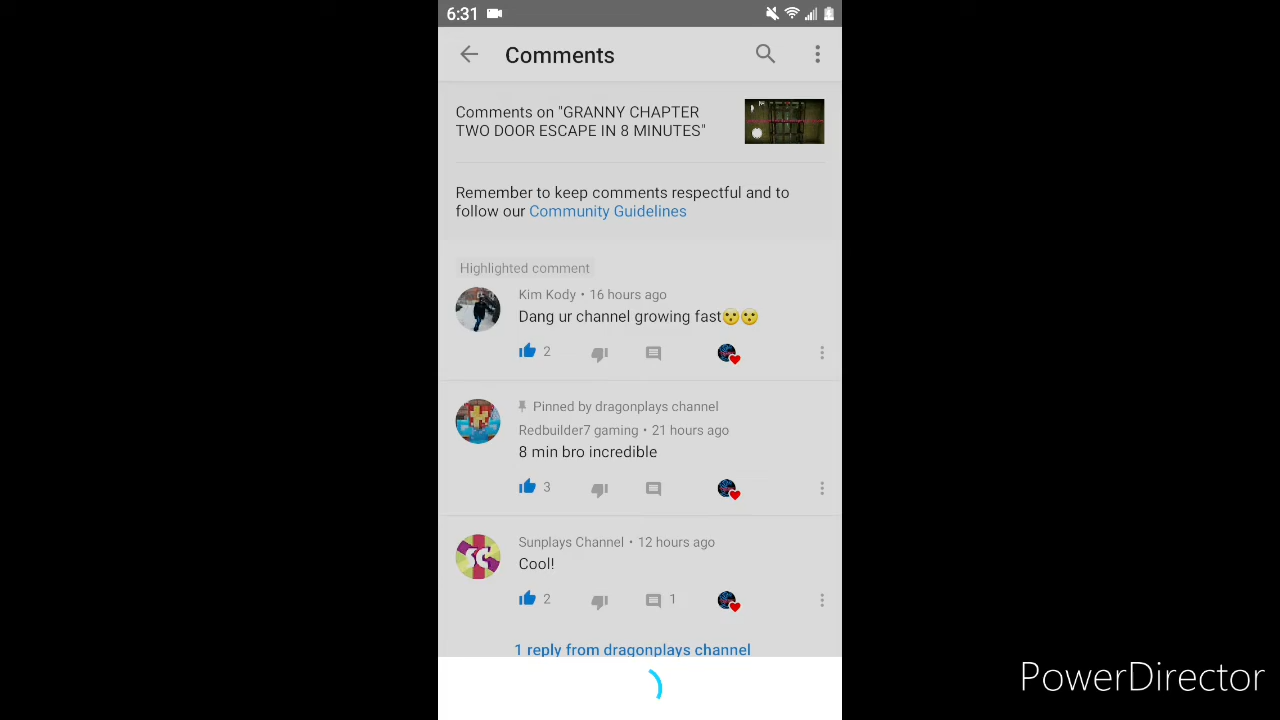 6:31
Comments
Comments on "GRANNY CHAPTER
TWO DOOR ESCAPE IN 8 MINUTES"
Remember to keep comments respectful and to
follow our Community Guidelines
Highlighted comment
Kim Kody • 16 hours ago
Dang ur channel growing fast😯😯
2
Pinned by dragonplays channel
Redbuilder7 gaming • 21 hours ago
8 min bro incredible
3
SC
Sunplays Channel • 12 hours ago
Cool!
2 1
1 reply from dragonplays channel
PowerDirector